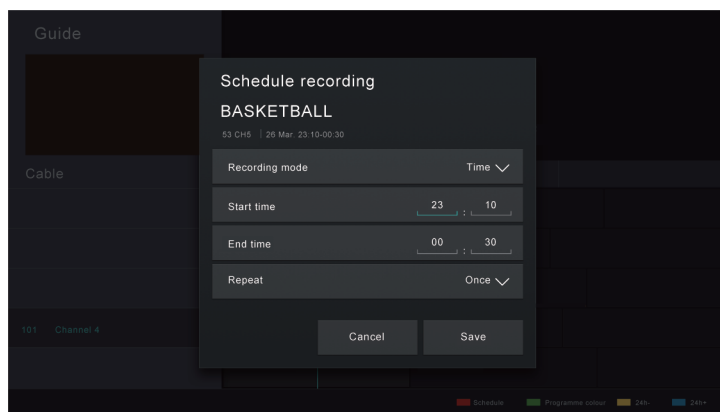 Guide
Schedule recording
BASKETBALL
53 CH5 | 26 Mar. 23:10-00:30
Cable
Recording mode Time
Start time 23 : 10
End time 00 : 30
Repeat Once
101 Channel 4
Cancel Save
Schedule Programme colour 24h- 24h+